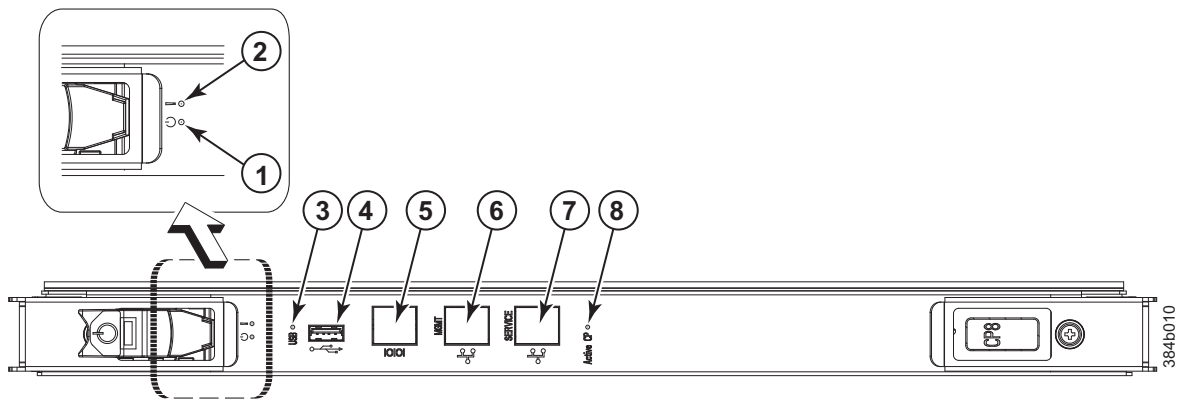 2
1
3
4
5
6
7
8
USB
IOIOI
MGMT
SERVICE
Active CP
CP8
384b010